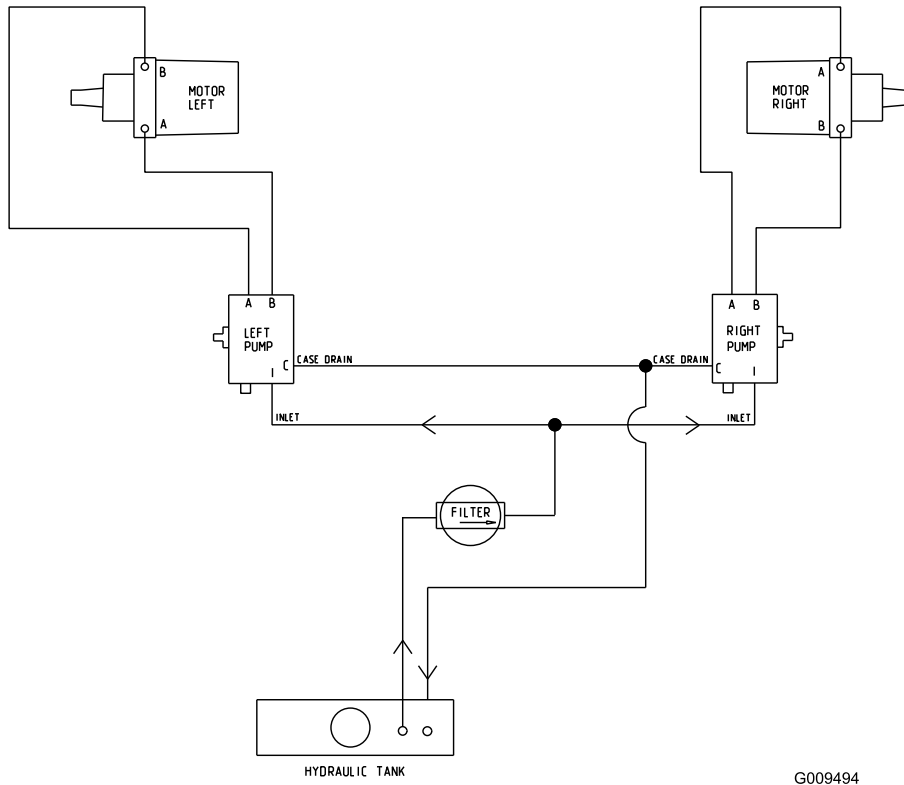 B
MOTOR
LEFT
A
A
MOTOR
RIGHT
B
A B
LEFT
PUMP
C
I
CASE DRAIN
CASE DRAIN
A B
RIGHT
PUMP
C
I
INLET
INLET
FILTER
HYDRAULIC TANK
G009494